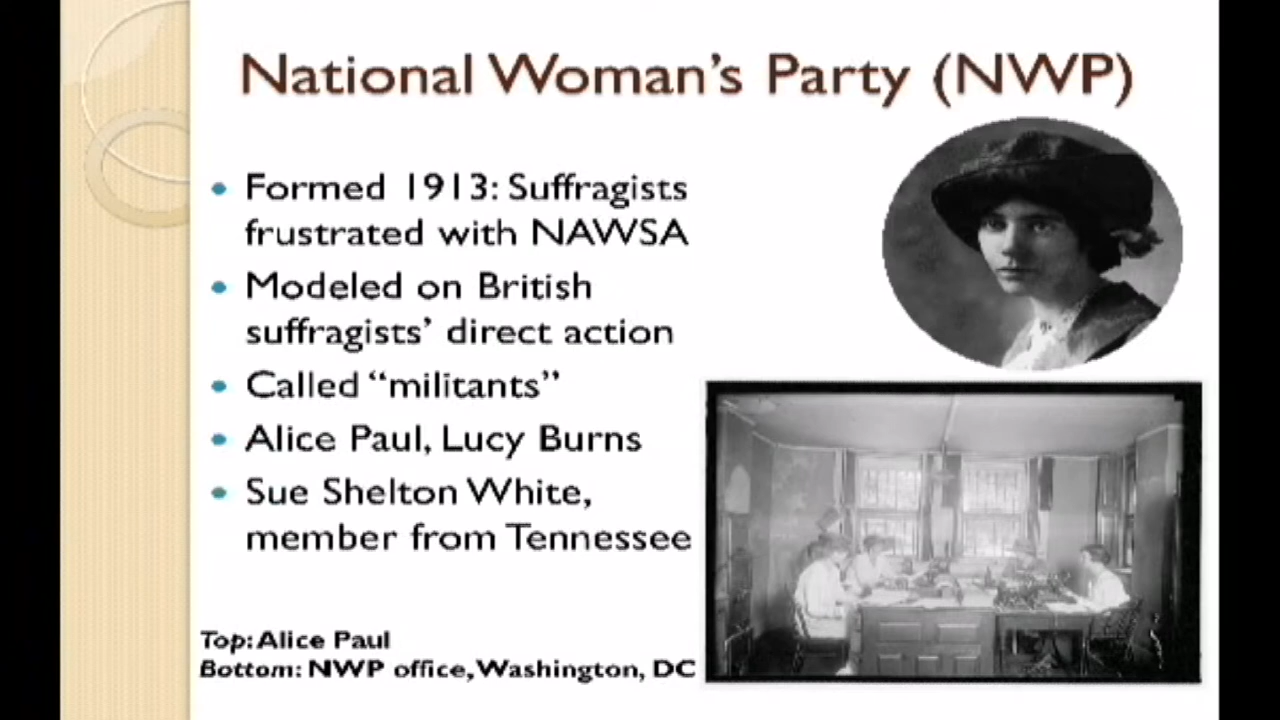 National Woman’s Party (NWP)
Formed 1913: Suffragists
frustrated with NAWSA
Modeled on British
suffragists’ direct action
Called “militants”
Alice Paul, Lucy Burns
Sue Shelton White,
member from Tennessee
Top: Alice Paul
Bottom: NWP office, Washington, DC